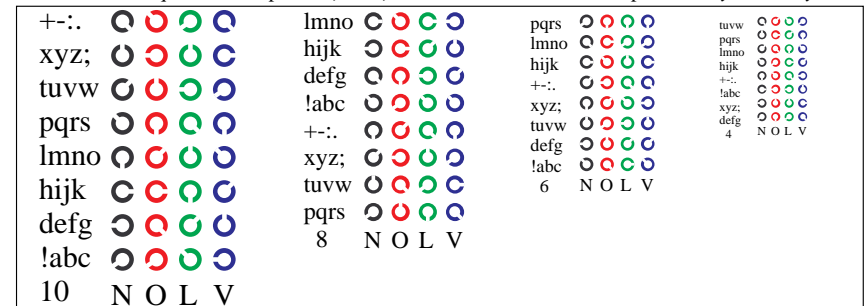 +-:.
xyz;
tuvw
pqrs
lmno
hijk
defg
!abc
10 N O L V
lmno
hijk
defg
!abc
+-:.
xyz;
tuvw
pqrs
8 N O L V
pqrs
lmno
hijk
+-:.
xyz;
tuvw
defg
!abc
6 N O L V
tuvw
pqrs
lmno
hijk
+-:.
!abc
xyz;
defg
4 N O L V